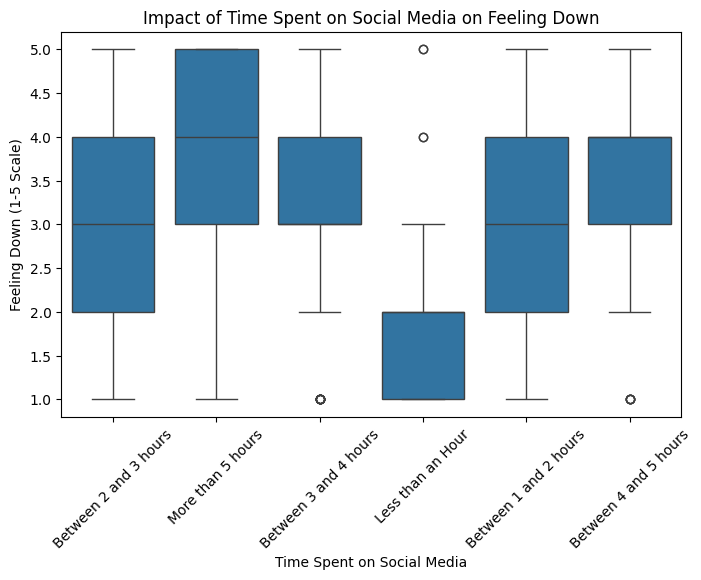 Impact of Time Spent on Social Media on Feeling Down
5.0
4.5
4.0
3.5
3.0
2.5
2.0
1.5
1.0
Feeling Down (1-5 Scale)
Between 2 and 3 hours
More than 5 hours
Between 3 and 4 hours
Less than an Hour
Between 1 and 2 hours
Between 4 and 5 hours
Time Spent on Social Media